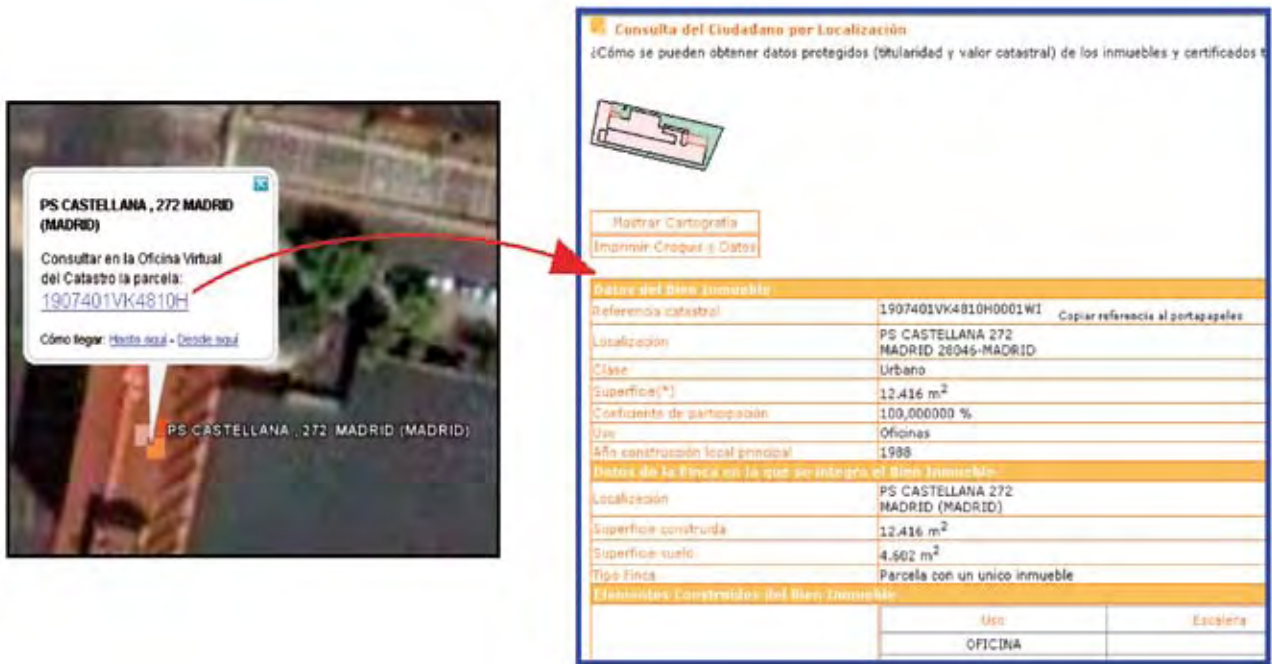 PS CASTELLANA , 272 MADRID
(MADRID)
Consultar en la Oficina Virtual
del Catastro la parcela:
1907401VK4810H
Cómo llegar: Hasta aquí - Desde aquí
PS CASTELLANA , 272 MADRID (MADRID)
Consulta del Ciudadano por Localización
¿Cómo se pueden obtener datos protegidos (titularidad y valor catastral) de los inmuebles y certificados t
Mostrar Cartografía
Imprimir Croquis y Datos
Datos del Bien Inmueble
Referencia catastral 1907401VK4810H0001WI Copiar referencia al portapapeles
Localización PS CASTELLANA 272
MADRID 28046-MADRID
Clase Urbano
Superficie(*) 12.416 m²
Coeficiente de participación 100,000000 %
Uso Oficinas
Año construcción local principal 1988
Datos de la Finca en la que se integra el Bien Inmueble
Localización PS CASTELLANA 272
MADRID (MADRID)
Superficie construida 12.416 m²
Superficie suelo 4.602 m²
Tipo Finca Parcela con un unico inmueble
Elementos Construidos del Bien Inmueble
Uso Escalera
OFICINA